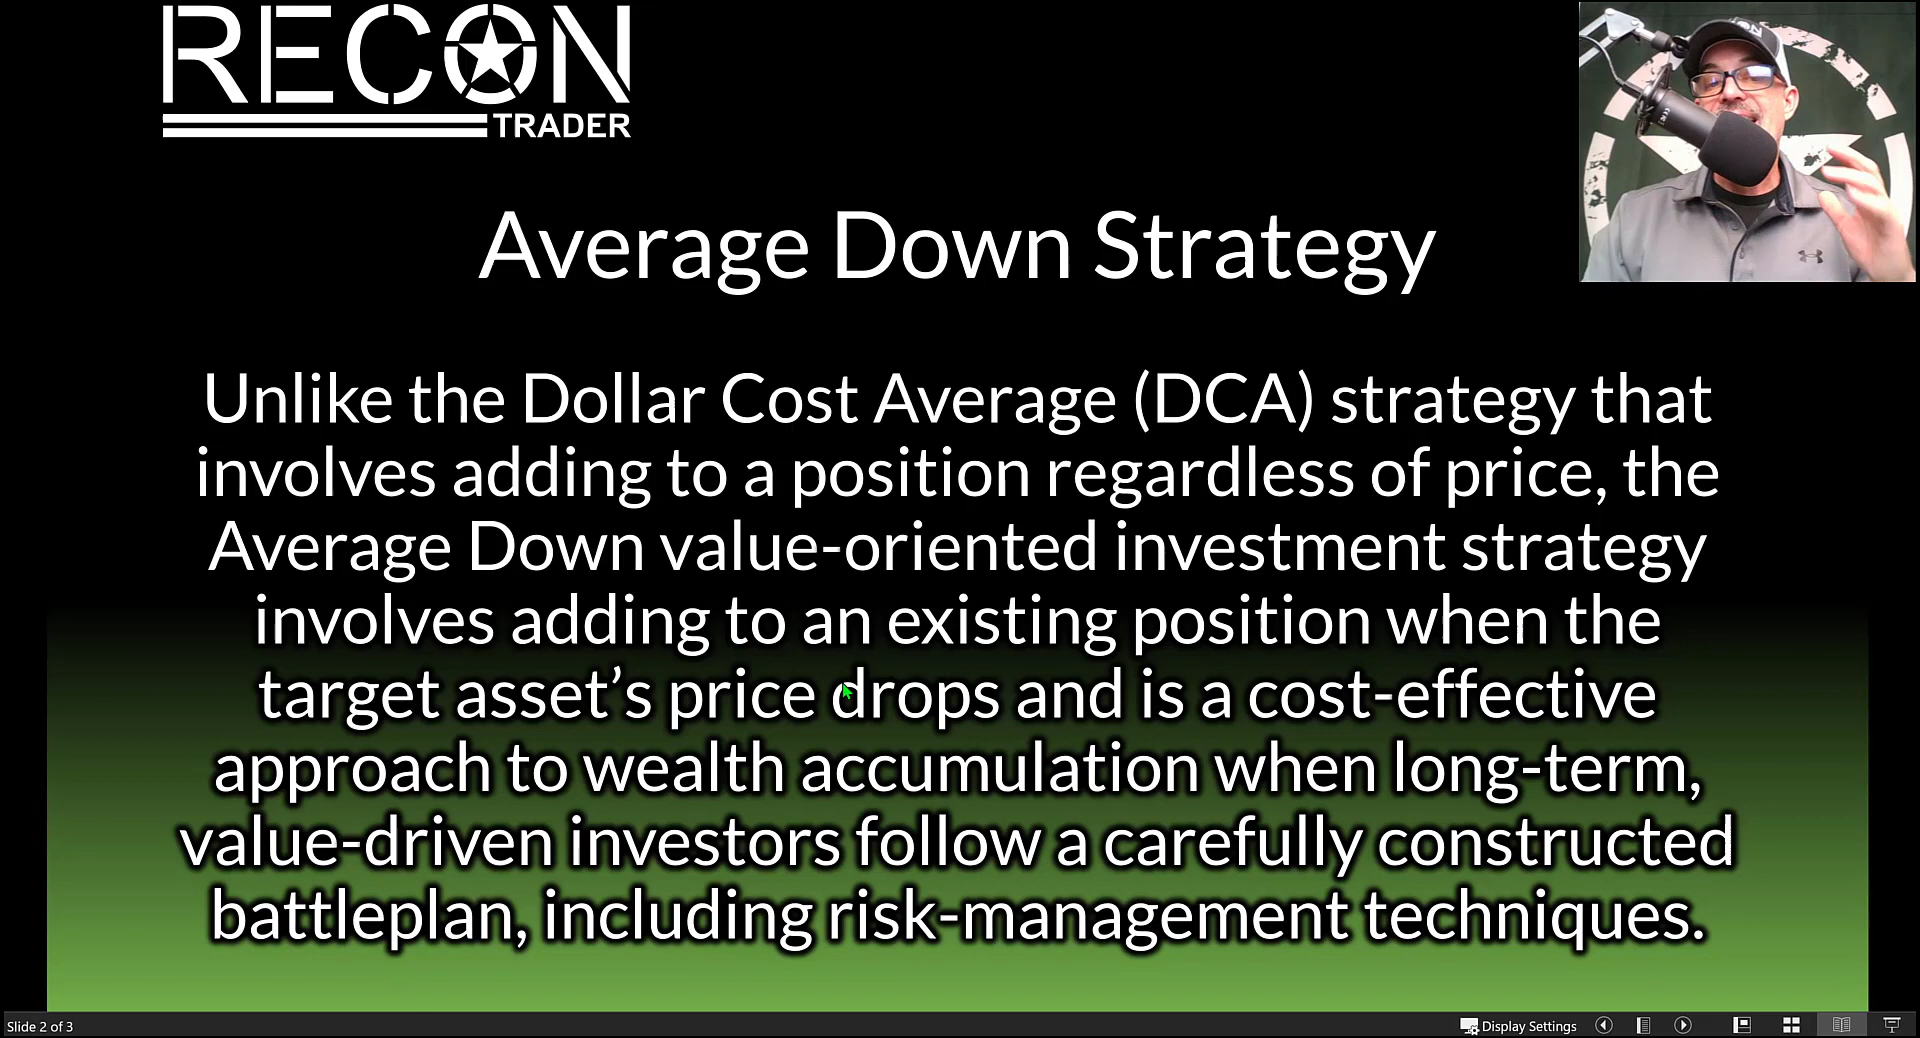 RECON
TRADER
Average Down Strategy
Unlike the Dollar Cost Average (DCA) strategy that
involves adding to a position regardless of price, the
Average Down value-oriented investment strategy
involves adding to an existing position when the
target asset’s price drops and is a cost-effective
approach to wealth accumulation when long-term,
value-driven investors follow a carefully constructed
battleplan, including risk-management techniques.
Slide 2 of 3
Display Settings